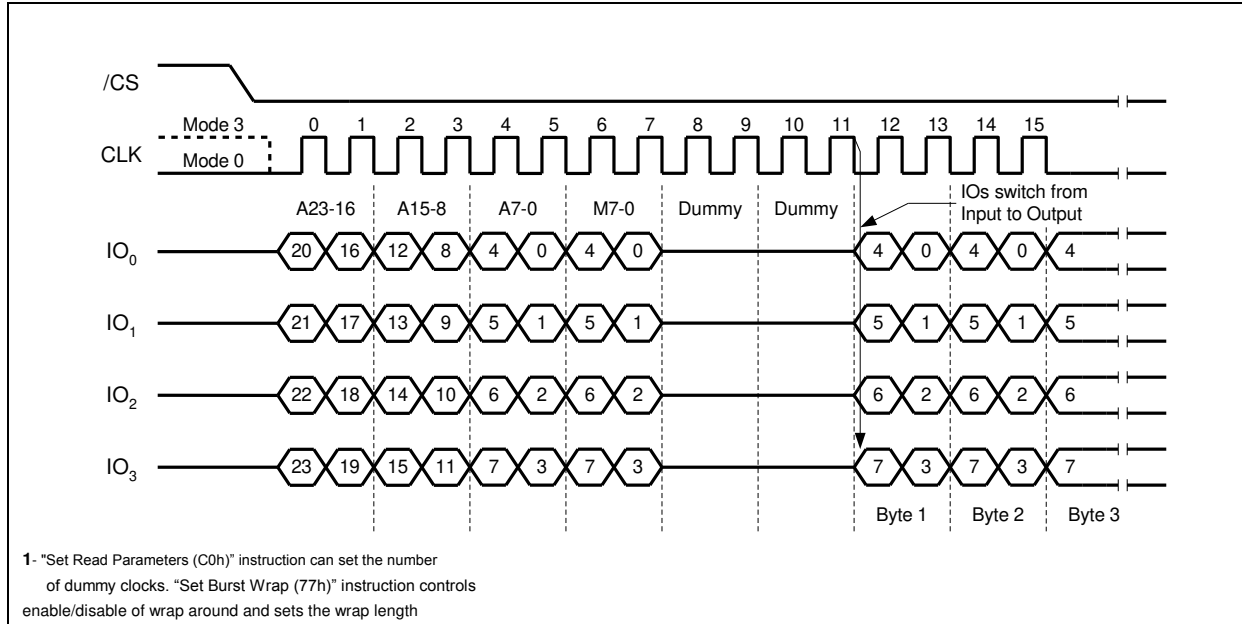 /CS
Mode 3 0 1 2 3 4 5 6 7 8 9 10 11 12 13 14 15
CLK
Mode 0
IOs switch from
Input to Output
A23-16 A15-8 A7-0 M7-0 Dummy Dummy
IO0 20 16 12 8 4 0 4 0 4 0 4 0 4
IO1 21 17 13 9 5 1 5 1 5 1 5 1 5
IO2 22 18 14 10 6 2 6 2 6 2 6 2 6
IO3 23 19 15 11 7 3 7 3 7 3 7 3 7
Byte 1 Byte 2 Byte 3
1- "Set Read Parameters (C0h)” instruction can set the number
of dummy clocks. “Set Burst Wrap (77h)” instruction controls
enable/disable of wrap around and sets the wrap length